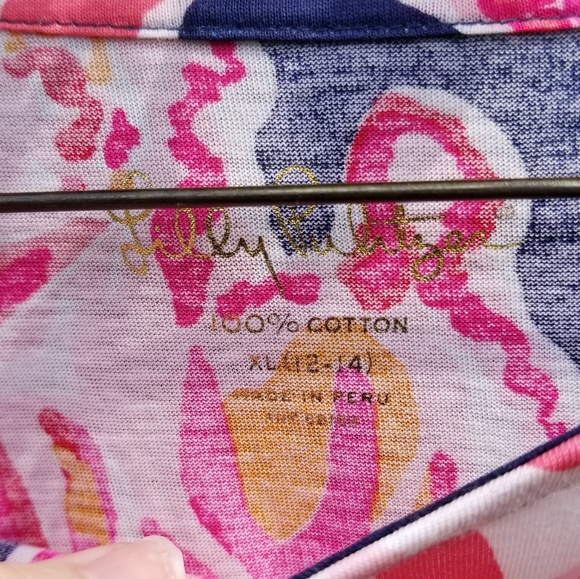 Lilly Pulitzer®
100% COTTON
XL (12-14)
MADE IN PERU